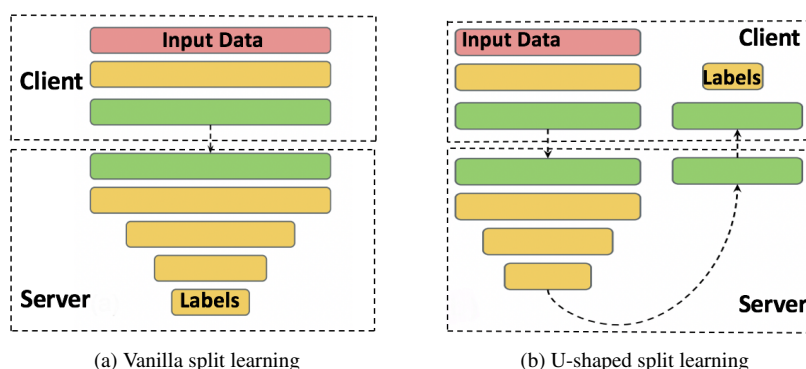 Input Data
Client
Server
Labels
(a) Vanilla split learning
Input Data
Client
Labels
Server
(b) U-shaped split learning